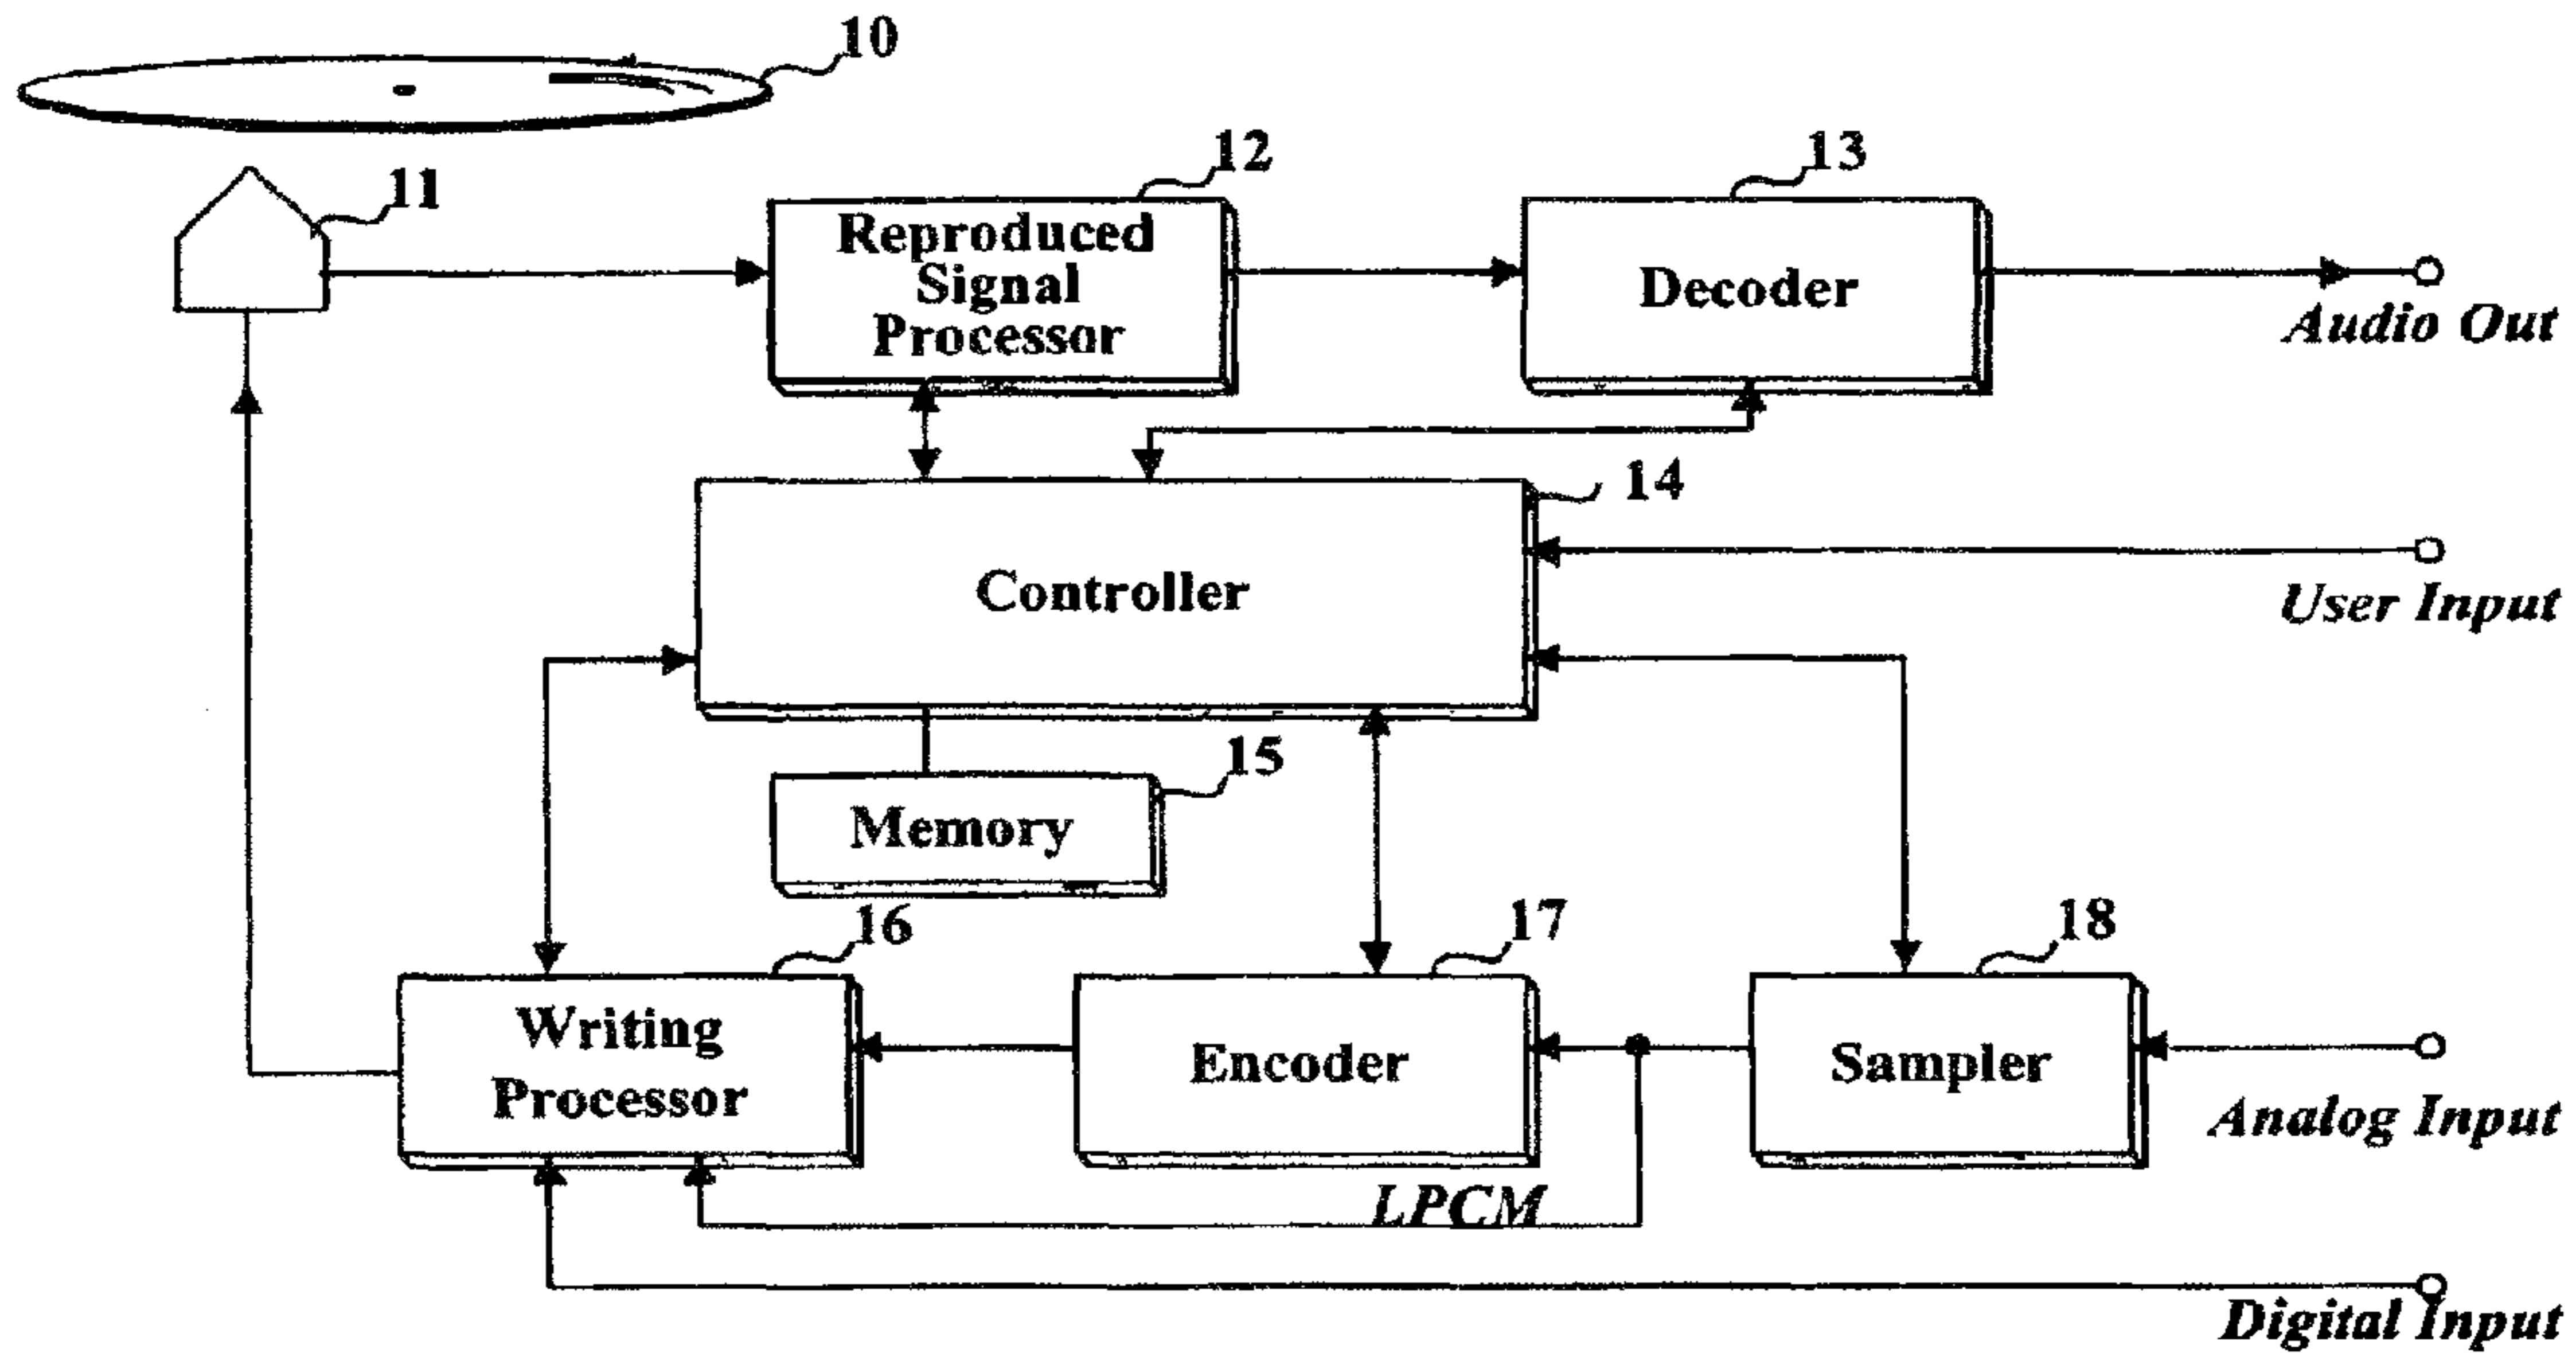 10
11
12
Reproduced
Signal
Processor
13
Decoder
Audio Out
14
Controller
User Input
15
Memory
16
Writing
Processor
17
Encoder
18
Sampler
Analog Input
LPCM
Digital Input